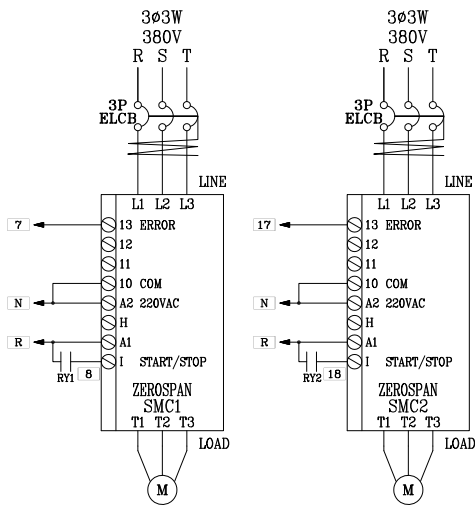 3ø3W
380V
R S T
3P
ELCB
LINE
L1 L2 L3
7
13 ERROR
12
11
10 COM
N
A2 220VAC
H
R
A1
I START/STOP
RY1
8
ZEROSPAN
SMC1
T1 T2 T3
LOAD
M
3ø3W
380V
R S T
3P
ELCB
LINE
L1 L2 L3
17
13 ERROR
12
11
10 COM
N
A2 220VAC
H
R
A1
I START/STOP
RY2
18
ZEROSPAN
SMC2
T1 T2 T3
LOAD
M